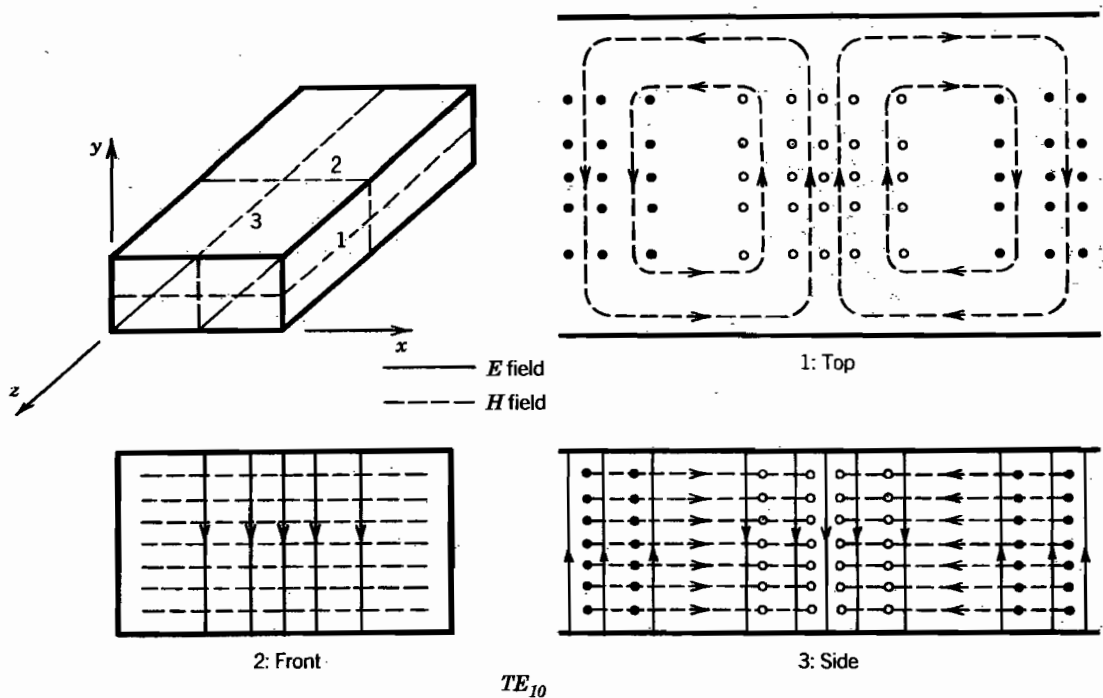 y
2
3
1
x
z
E field
H field
1: Top
2: Front
3: Side
TE10